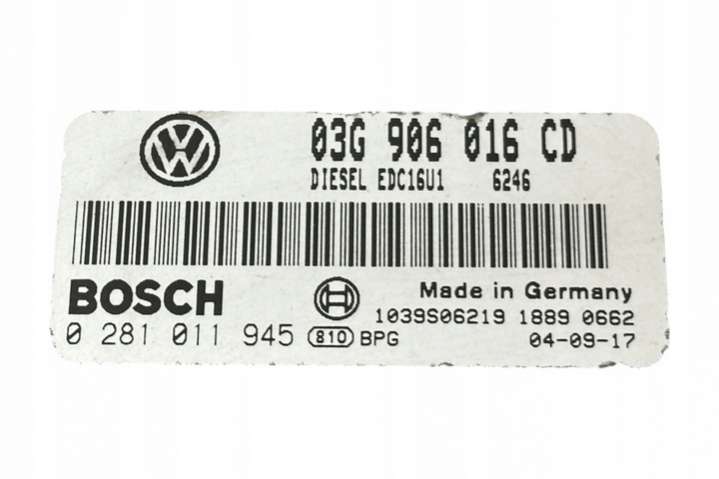 03G 906 016 CD
DIESEL EDC16U1 6246
BOSCH
Made in Germany
1039S06219 1889 0662
0 281 011 945 810 BPG 04-09-17